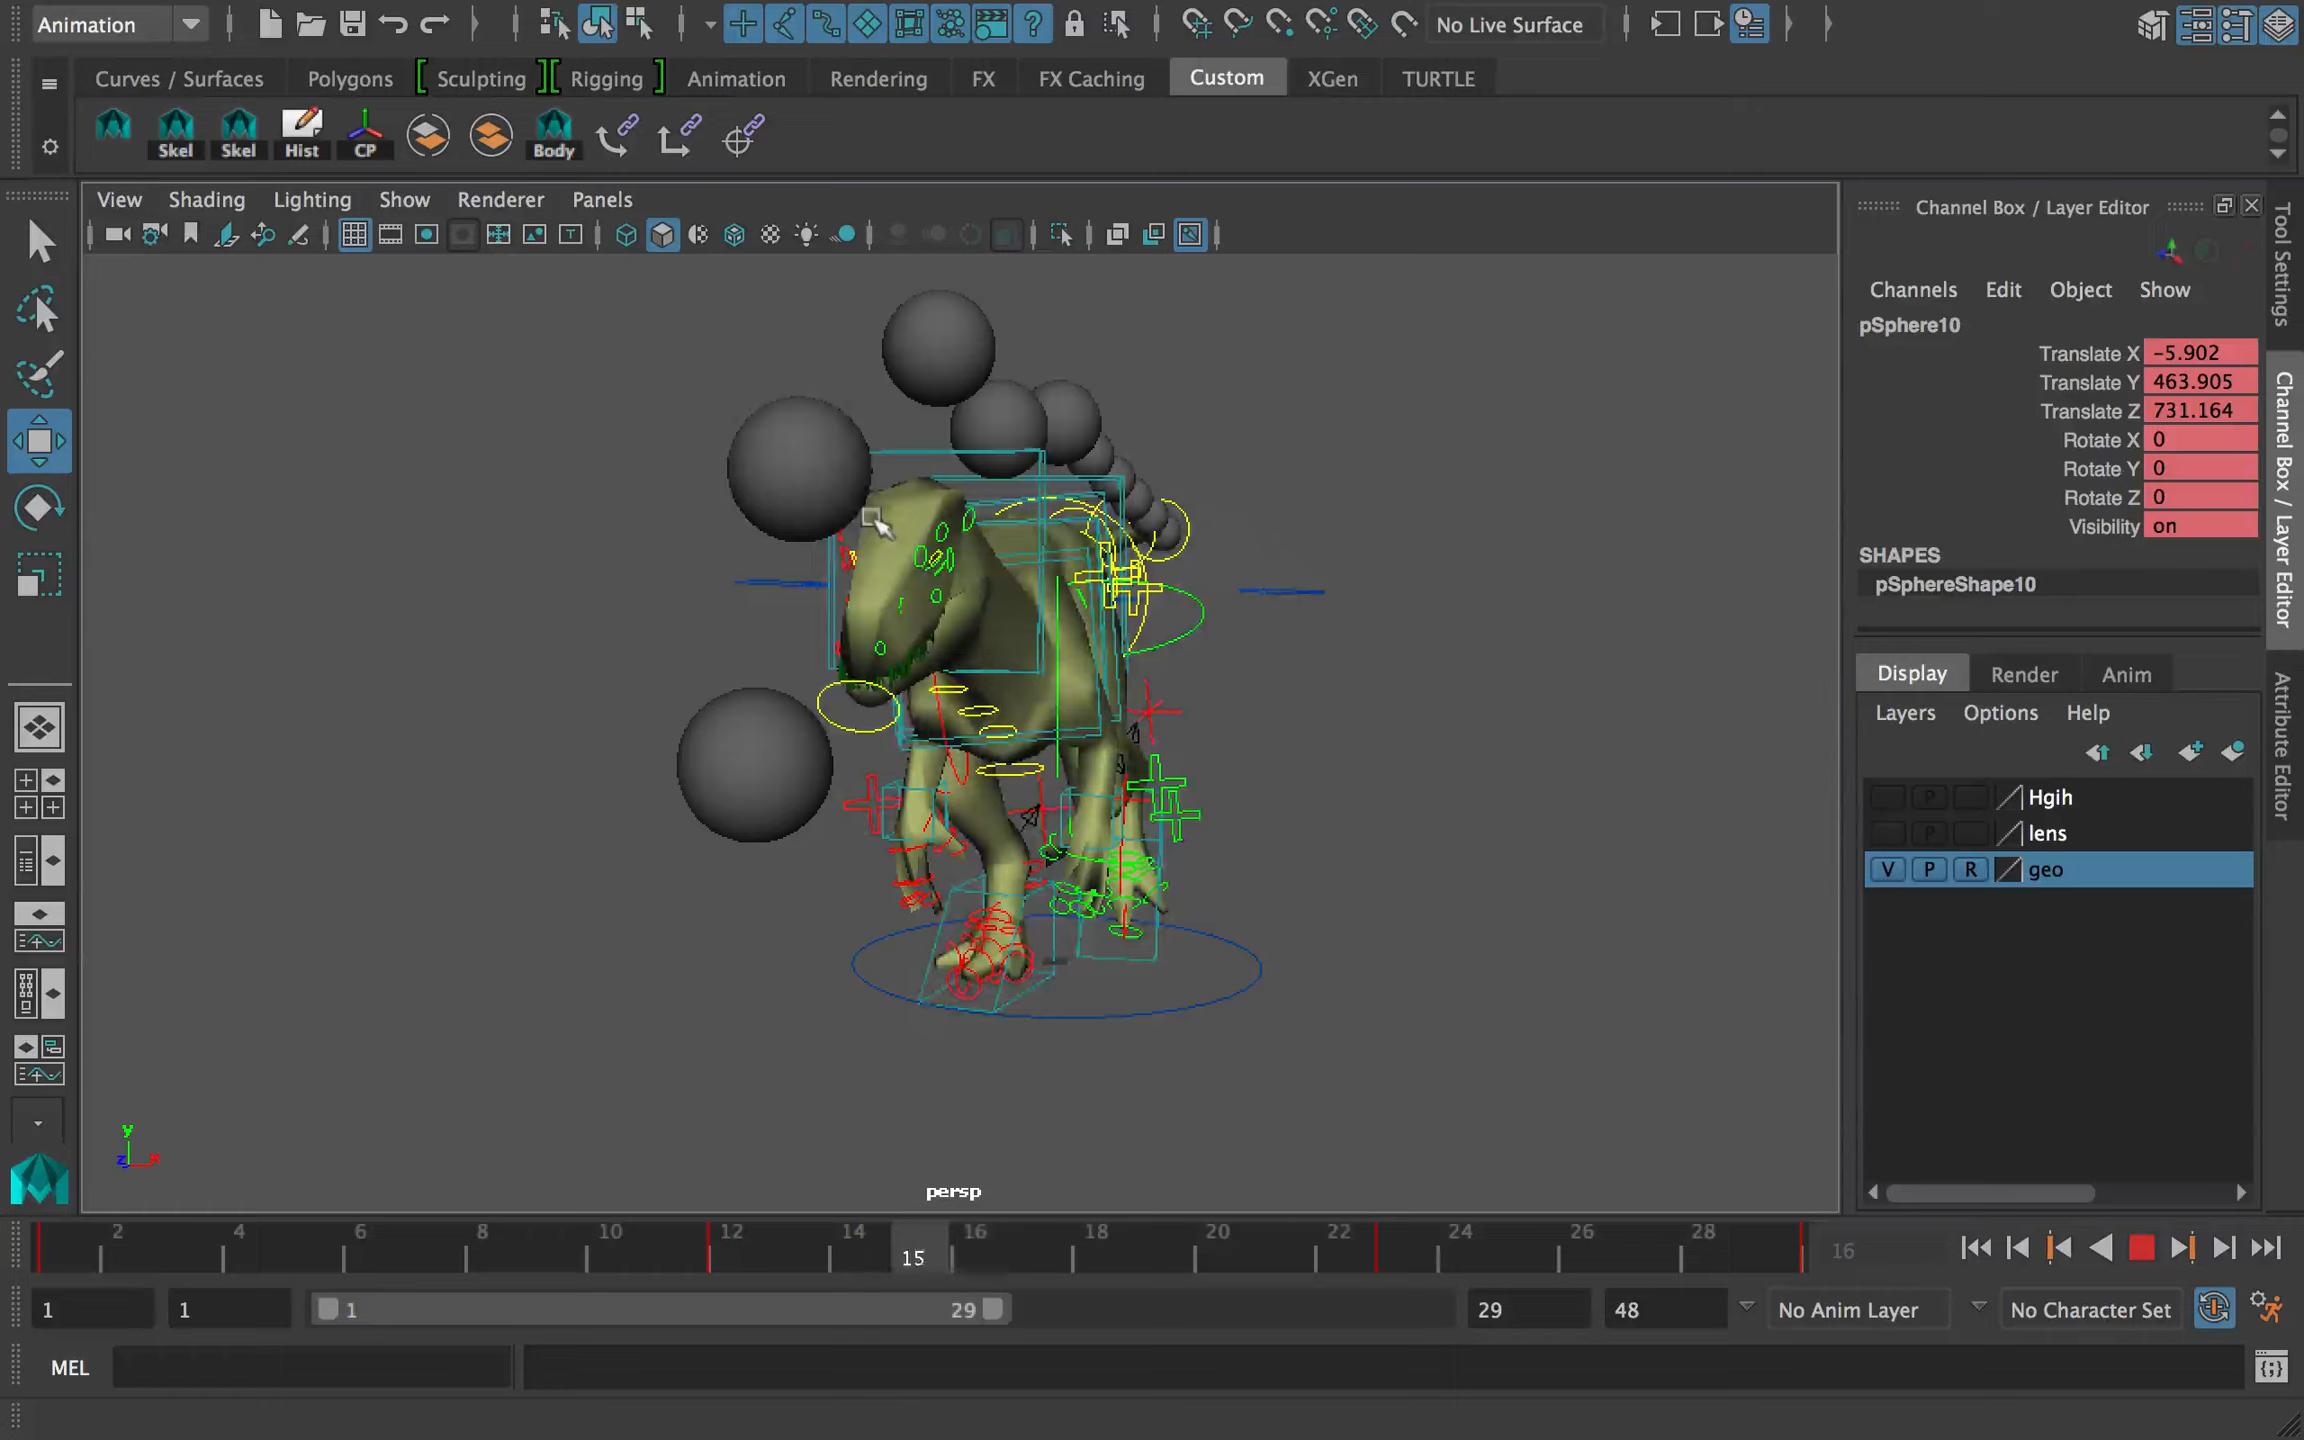 Animation
No Live Surface
Curves / Surfaces
Polygons
Sculpting
Rigging
Animation
Rendering
FX
FX Caching
Custom
XGen
TURTLE
Skel
Skel
Hist
CP
Body
View
Shading
Lighting
Show
Renderer
Panels
Channel Box / Layer Editor
Channels
Edit
Object
Show
pSphere10
Translate X -5.902
Translate Y 463.905
Translate Z 731.164
Rotate X 0
Rotate Y 0
Rotate Z 0
Visibility on
SHAPES
pSphereShape10
Display
Render
Anim
Layers
Options
Help
P Hgih
P lens
V P R geo
Tool Settings
Channel Box / Layer Editor
Attribute Editor
y
z x
persp
2 4 6 8 10 12 14 16 18 20 22 24 26 28
15
16
1
1
1
29
29
48
No Anim Layer
No Character Set
MEL